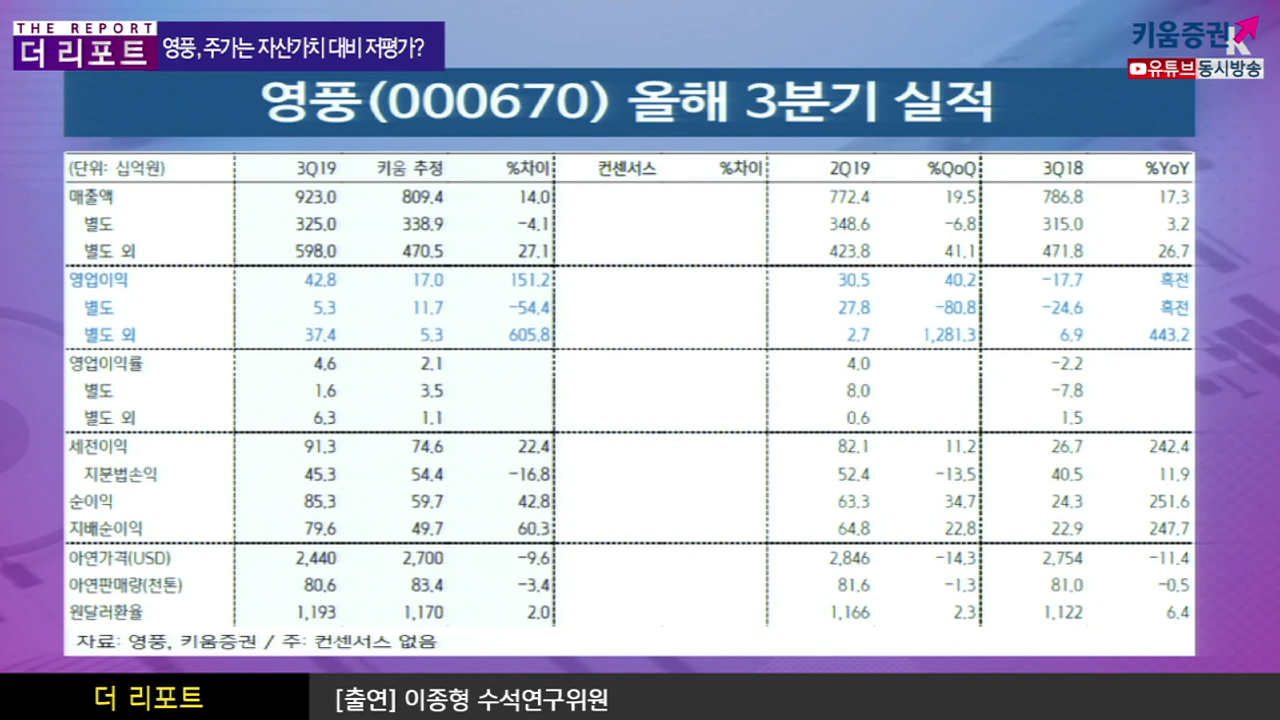 THE REPORT
더 리포트
영풍, 주가는 자산가치 대비 저평가?
키움증권
유튜브 동시방송
영풍(000670) 올해 3분기 실적
(단위: 십억원) 3Q19 키움 추정 %차이 컨센서스 %차이 2Q19 %QoQ 3Q18 %YoY
매출액 923.0 809.4 14.0 772.4 19.5 786.8 17.3
별도 325.0 338.9 -4.1 348.6 -6.8 315.0 3.2
별도 외 598.0 470.5 27.1 423.8 41.1 471.8 26.7
영업이익 42.8 17.0 151.2 30.5 40.2 -17.7 흑전
별도 5.3 11.7 -54.4 27.8 -80.8 -24.6 흑전
별도 외 37.4 5.3 605.8 2.7 1,281.3 6.9 443.2
영업이익률 4.6 2.1 4.0 -2.2
별도 1.6 3.5 8.0 -7.8
별도 외 6.3 1.1 0.6 1.5
세전이익 91.3 74.6 22.4 82.1 11.2 26.7 242.4
지분법손익 45.3 54.4 -16.8 52.4 -13.5 40.5 11.9
순이익 85.3 59.7 42.8 63.3 34.7 24.3 251.6
지배순이익 79.6 49.7 60.3 64.8 22.8 22.9 247.7
아연가격(USD) 2,440 2,700 -9.6 2,846 -14.3 2,754 -11.4
아연판매량(천톤) 80.6 83.4 -3.4 81.6 -1.3 81.0 -0.5
원달러환율 1,193 1,170 2.0 1,166 2.3 1,122 6.4
자료: 영풍, 키움증권 / 주: 컨센서스 없음
더 리포트
[출연] 이종형 수석연구위원